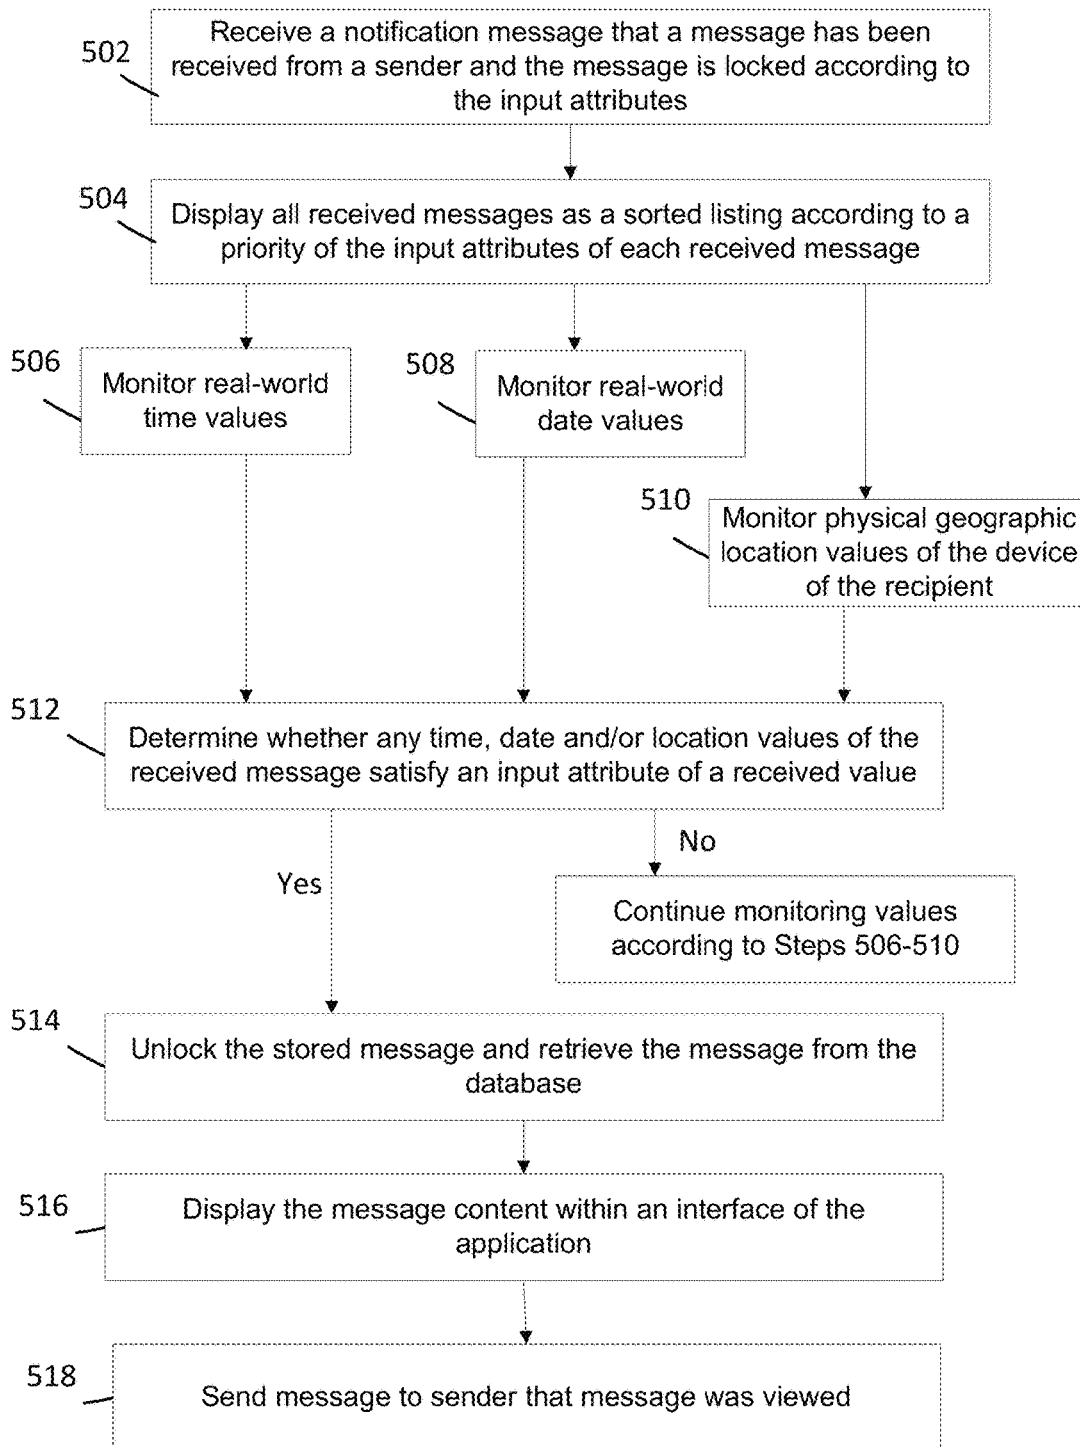 502
Receive a notification message that a message has been
received from a sender and the message is locked according to
the input attributes
504
Display all received messages as a sorted listing according to a
priority of the input attributes of each received message
506
Monitor real-world
time values
508
Monitor real-world
date values
510
Monitor physical geographic
location values of the device
of the recipient
512
Determine whether any time, date and/or location values of the
received message satisfy an input attribute of a received value
Yes
No
Continue monitoring values
according to Steps 506-510
514
Unlock the stored message and retrieve the message from the
database
516
Display the message content within an interface of the
application
518
Send message to sender that message was viewed